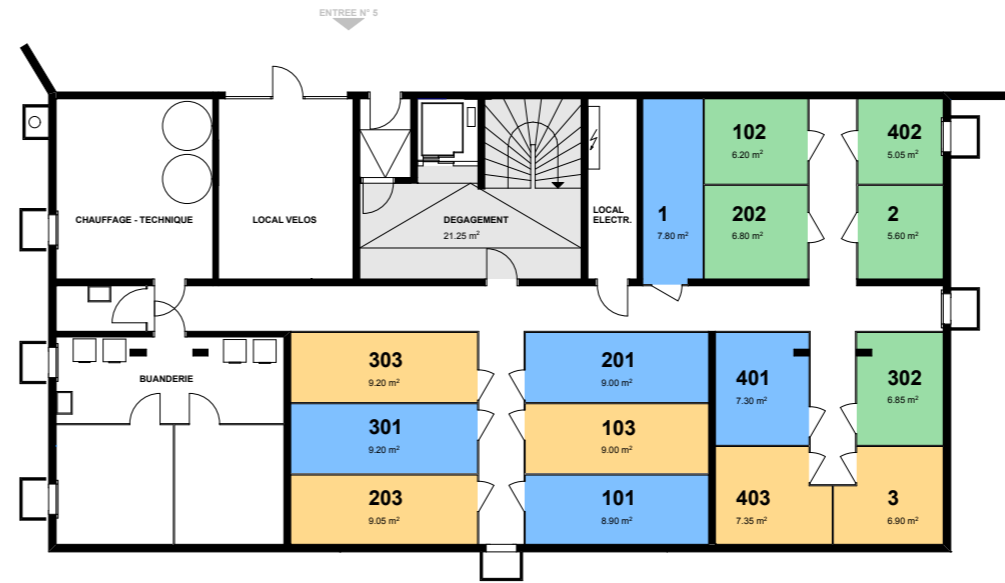 ENTREE N° 5
CHAUFFAGE - TECHNIQUE
LOCAL VELOS
DEGAGEMENT
21.25 m²
LOCAL
ELECTR.
1
7.80 m²
102
6.20 m²
202
6.80 m²
402
5.05 m²
2
5.60 m²
BUANDERIE
303
9.20 m²
301
9.20 m²
203
9.05 m²
201
9.00 m²
103
9.00 m²
101
8.90 m²
401
7.30 m²
302
6.85 m²
403
7.35 m²
3
6.90 m²